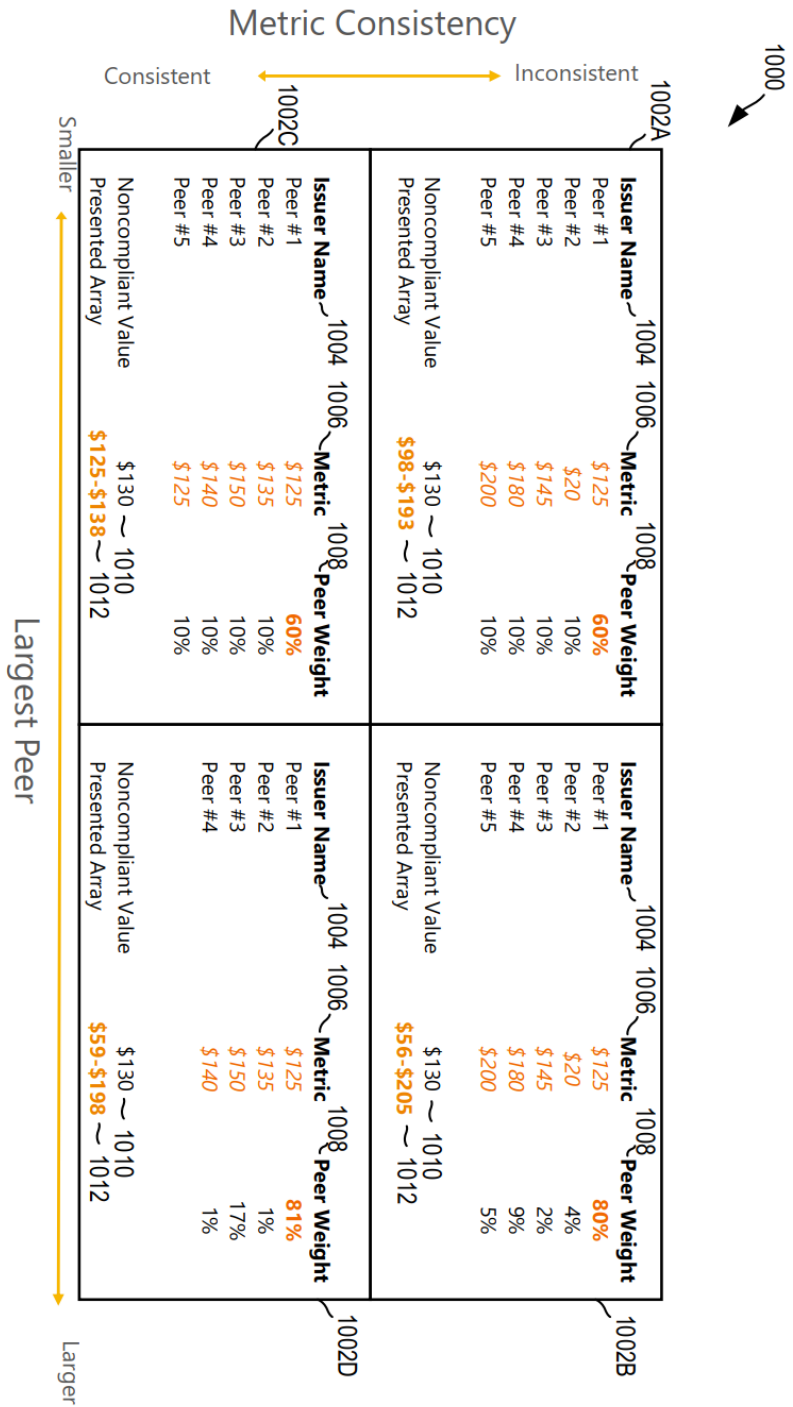 1000
Metric Consistency
Inconsistent
Consistent
1002A
Issuer Name 1004 1006 Metric 1008 Peer Weight
Peer #1 $125 60%
Peer #2 $20 10%
Peer #3 $145 10%
Peer #4 $180 10%
Peer #5 $200 10%
Noncompliant Value $130 1010
Presented Array $98-$193 1012
1002B
Issuer Name 1004 1006 Metric 1008 Peer Weight
Peer #1 $125 80%
Peer #2 $20 4%
Peer #3 $145 2%
Peer #4 $180 9%
Peer #5 $200 5%
Noncompliant Value $130 1010
Presented Array $56-$205 1012
1002C
Issuer Name 1004 1006 Metric 1008 Peer Weight
Peer #1 $125 60%
Peer #2 $135 10%
Peer #3 $150 10%
Peer #4 $140 10%
Peer #5 $125 10%
Noncompliant Value $130 1010
Presented Array $125-$138 1012
1002D
Issuer Name 1004 1006 Metric 1008 Peer Weight
Peer #1 $125 81%
Peer #2 $135 1%
Peer #3 $150 17%
Peer #4 $140 1%
Noncompliant Value $130 1010
Presented Array $59-$198 1012
Smaller
Larger
Largest Peer